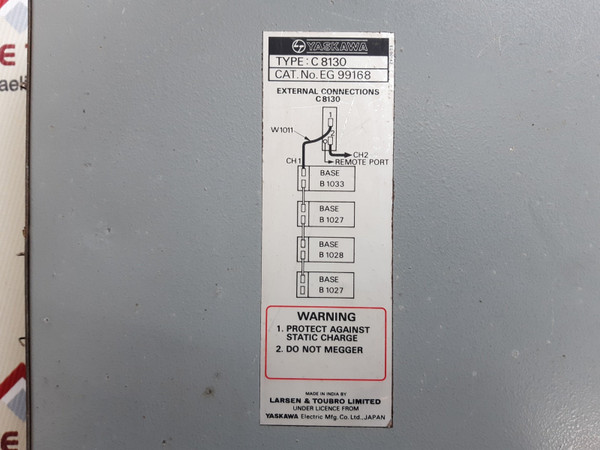 YASKAWA
TYPE: C 8130
CAT. No. EG 99168
EXTERNAL CONNECTIONS
C 8130
1
W1011
2
CH1
CH2
REMOTE PORT
BASE
B 1033
BASE
B 1027
BASE
B 1028
BASE
B 1027
WARNING
1. PROTECT AGAINST
STATIC CHARGE
2. DO NOT MEGGER
MADE IN INDIA BY
LARSEN & TOUBRO LIMITED
UNDER LICENCE FROM
YASKAWA Electric Mfg. Co. Ltd., JAPAN